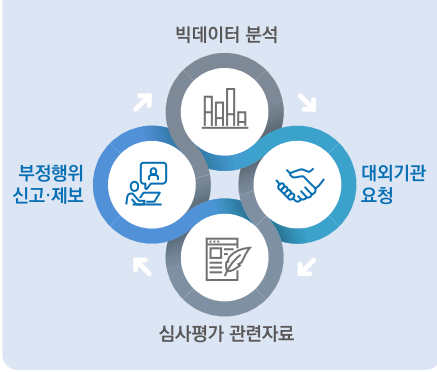 빅데이터 분석
부정행위
신고·제보
대외기관
요청
심사평가 관련자료